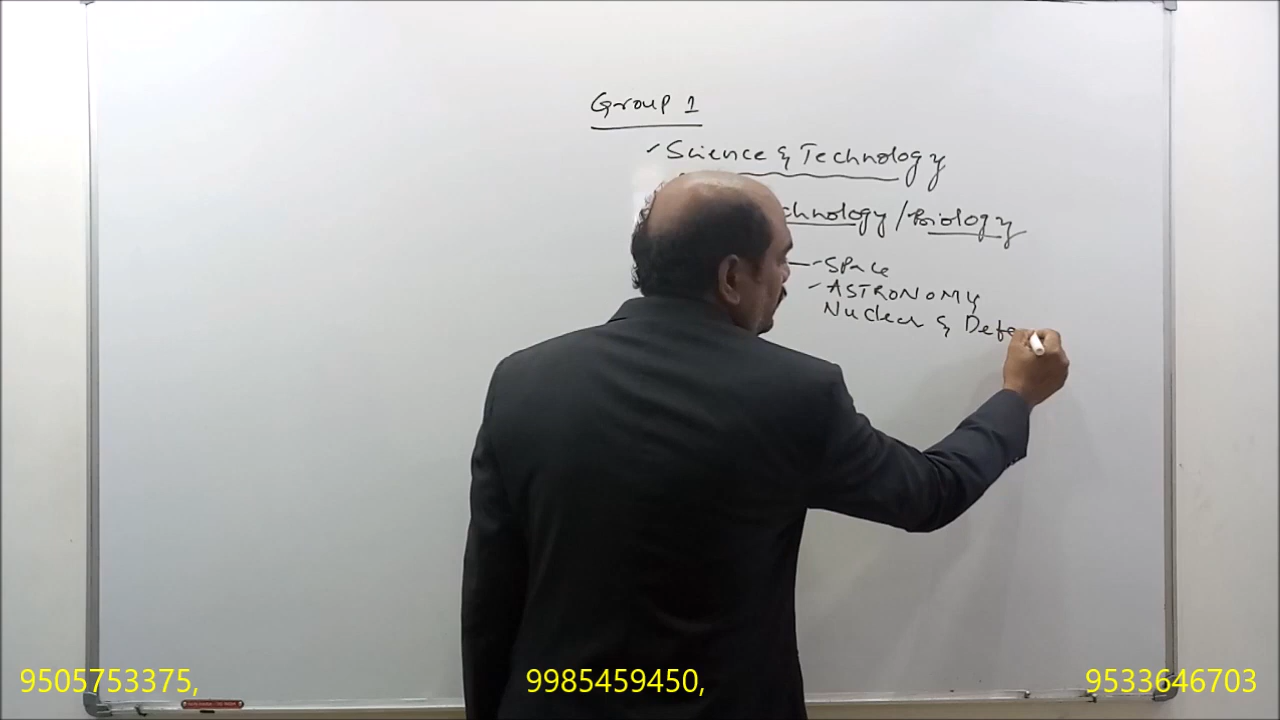 Group 1
✓ Science & Technology
chnology / Biology
- Space
- ASTRONOMY
Nuclear & Defe
9505753375, 9985459450, 9533646703